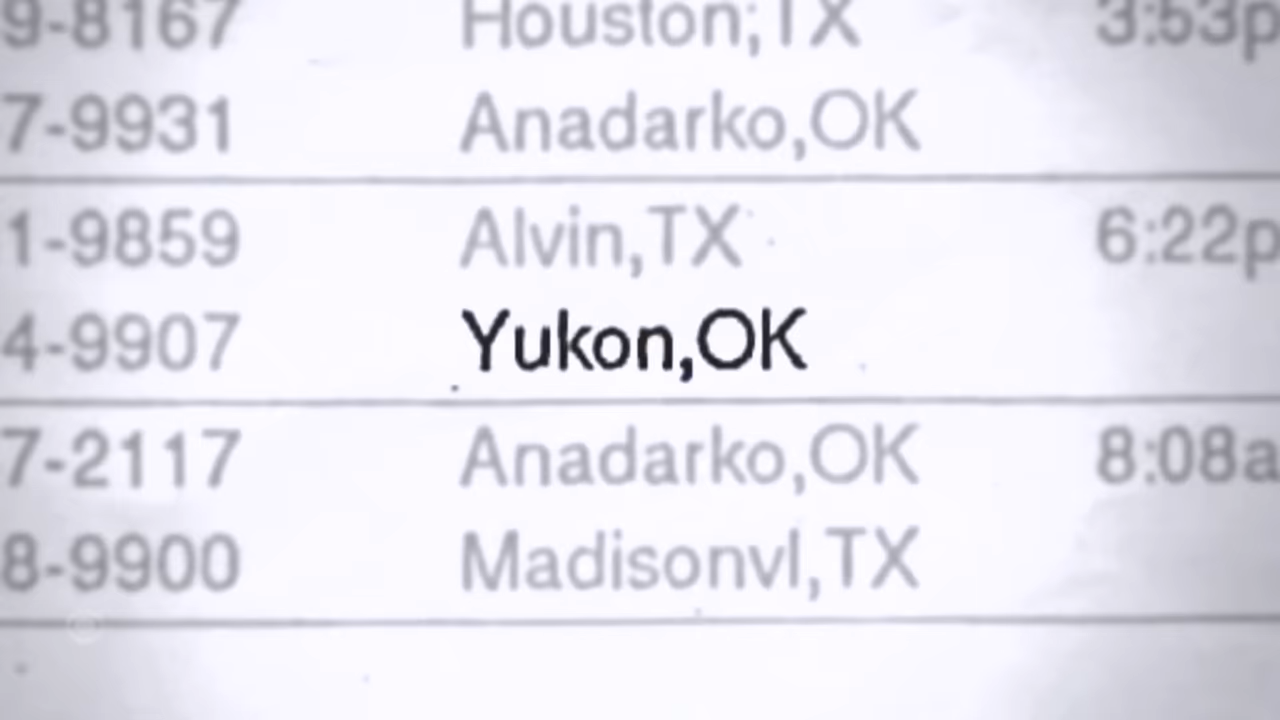 9-8167 Houston,TX 3:53p
7-9931 Anadarko,OK
1-9859 Alvin,TX 6:22p
4-9907 Yukon,OK
7-2117 Anadarko,OK 8:08a
8-9900 Madisonvl,TX